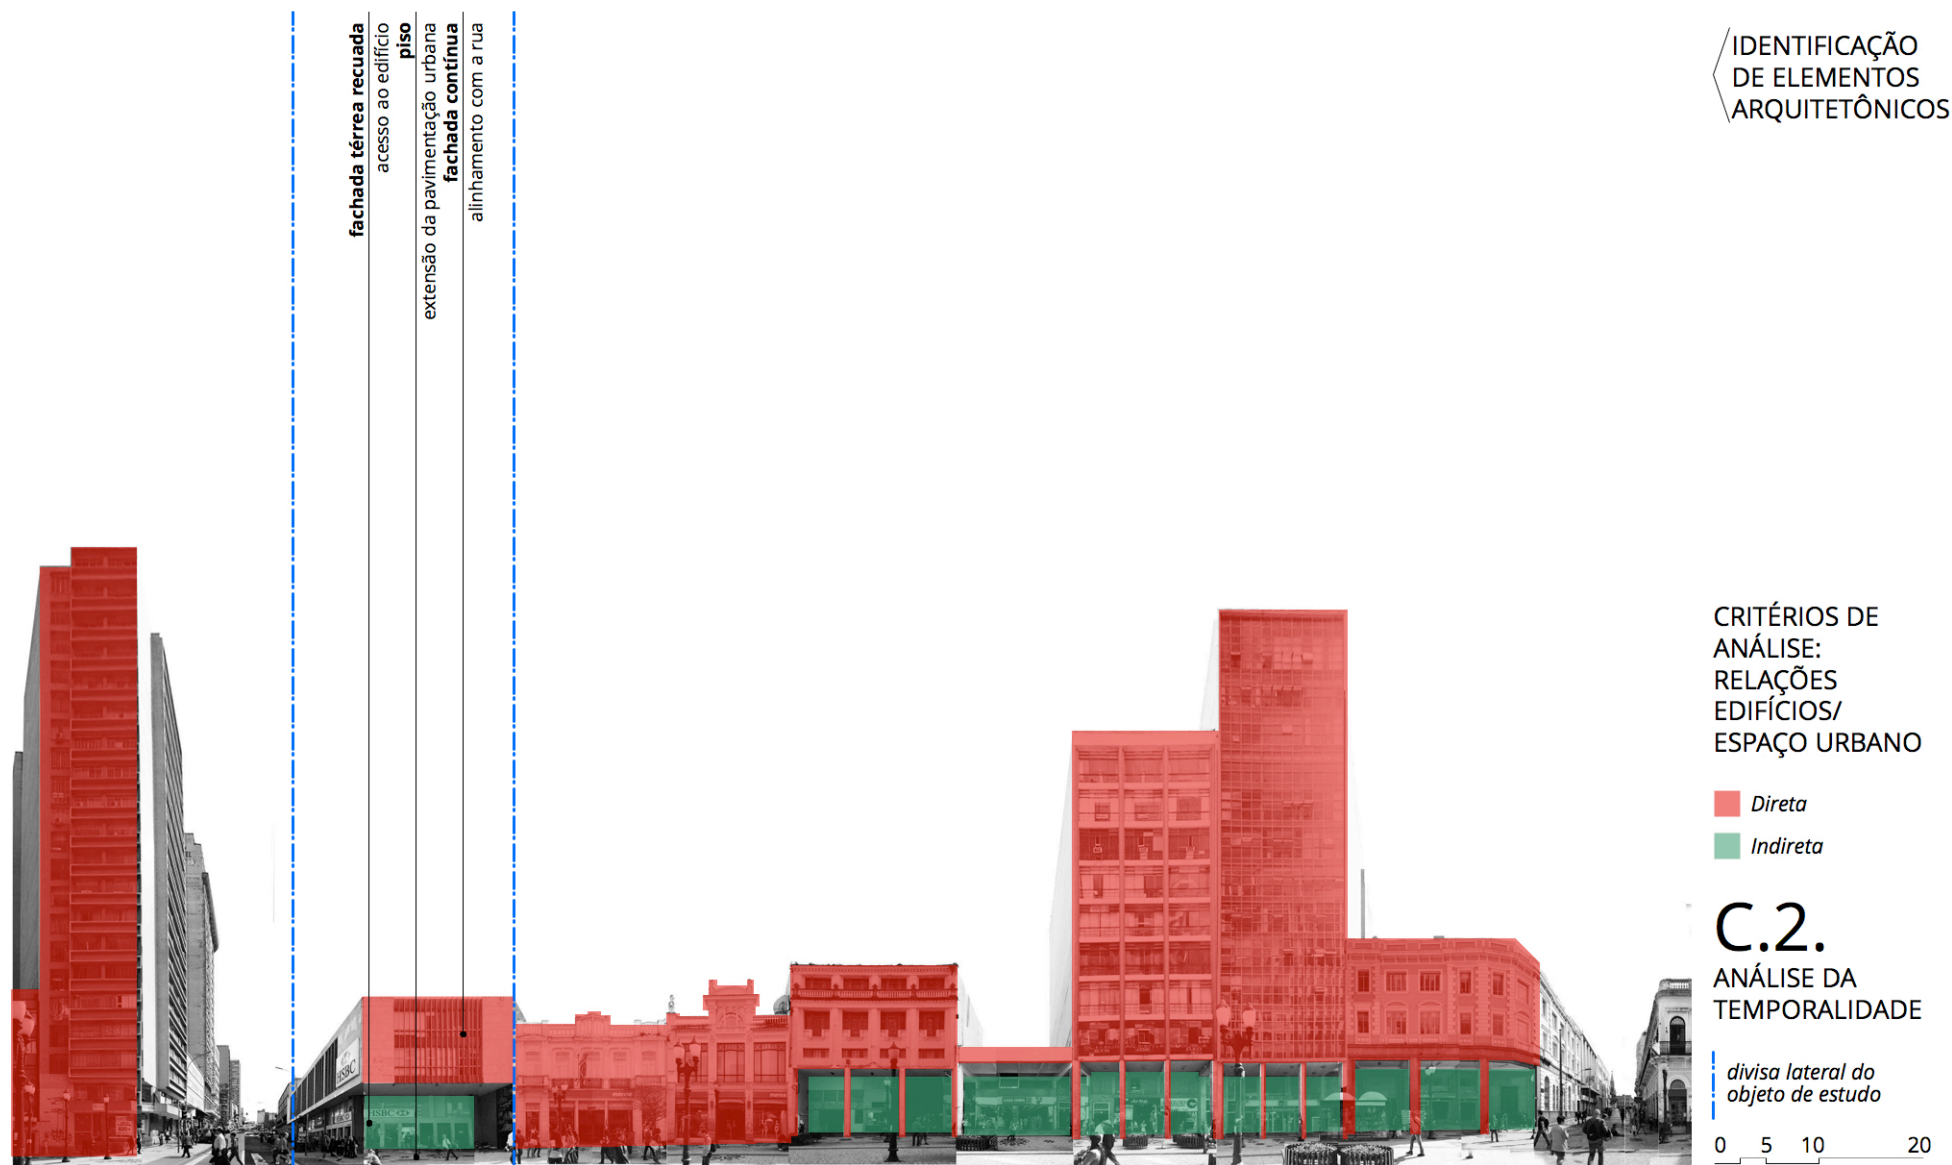 fachada térrea recuada
acesso ao edifício
piso
extensão da pavimentação urbana
fachada contínua
alinhamento com a rua
IDENTIFICAÇÃO
DE ELEMENTOS
ARQUITETÔNICOS
CRITÉRIOS DE
ANÁLISE:
RELAÇÕES
EDIFÍCIOS/
ESPAÇO URBANO
Direta
Indireta
C.2.
ANÁLISE DA
TEMPORALIDADE
divisa lateral do
objeto de estudo
0 5 10 20
HSBC
HSBC